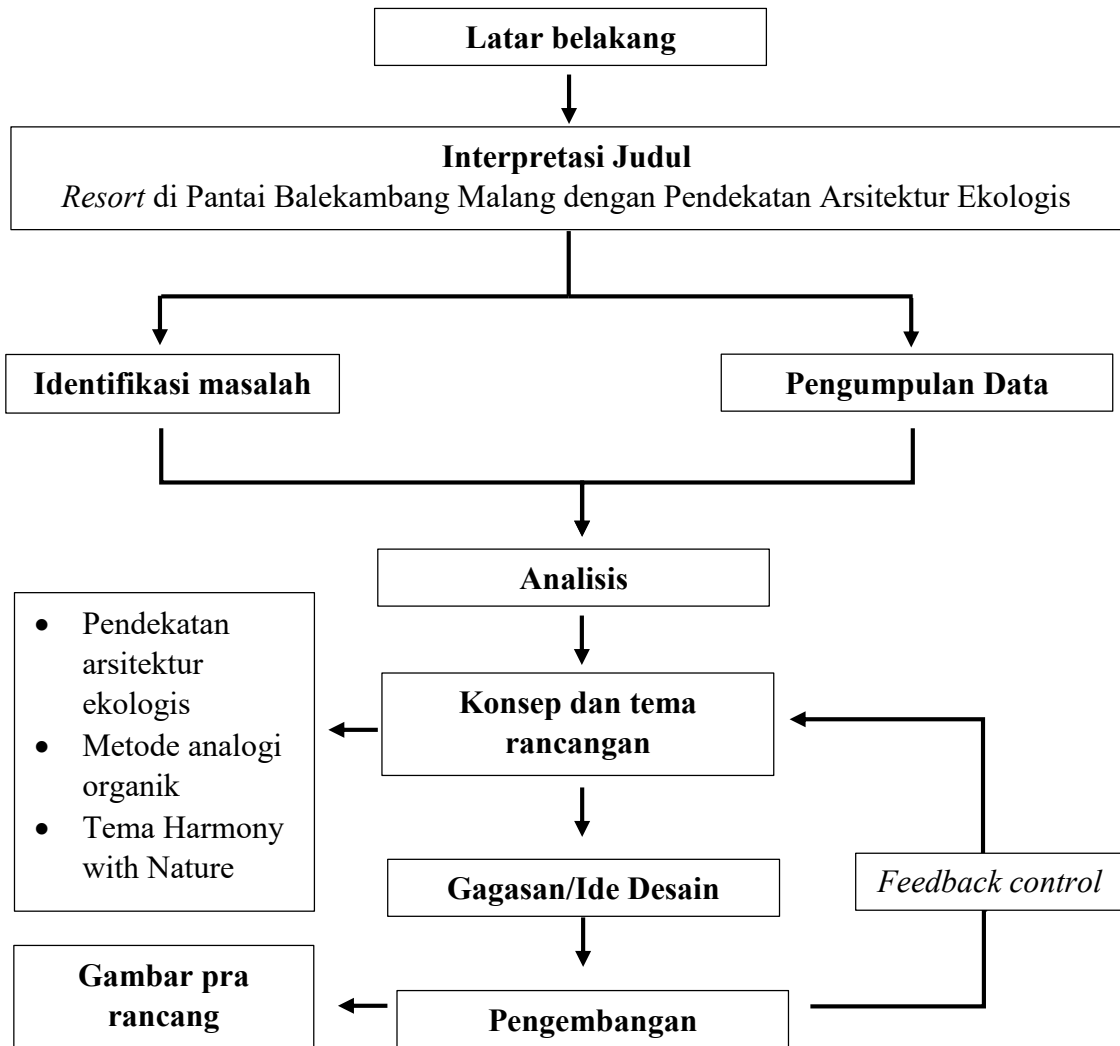 Latar belakang
Interpretasi Judul
Resort di Pantai Balekambang Malang dengan Pendekatan Arsitektur Ekologis
Identifikasi masalah
Pengumpulan Data
Analisis
• Pendekatan
arsitektur
ekologis
• Metode analogi
organik
• Tema Harmony
with Nature
Konsep dan tema
rancangan
Gagasan/Ide Desain
Feedback control
Gambar pra
rancang
Pengembangan